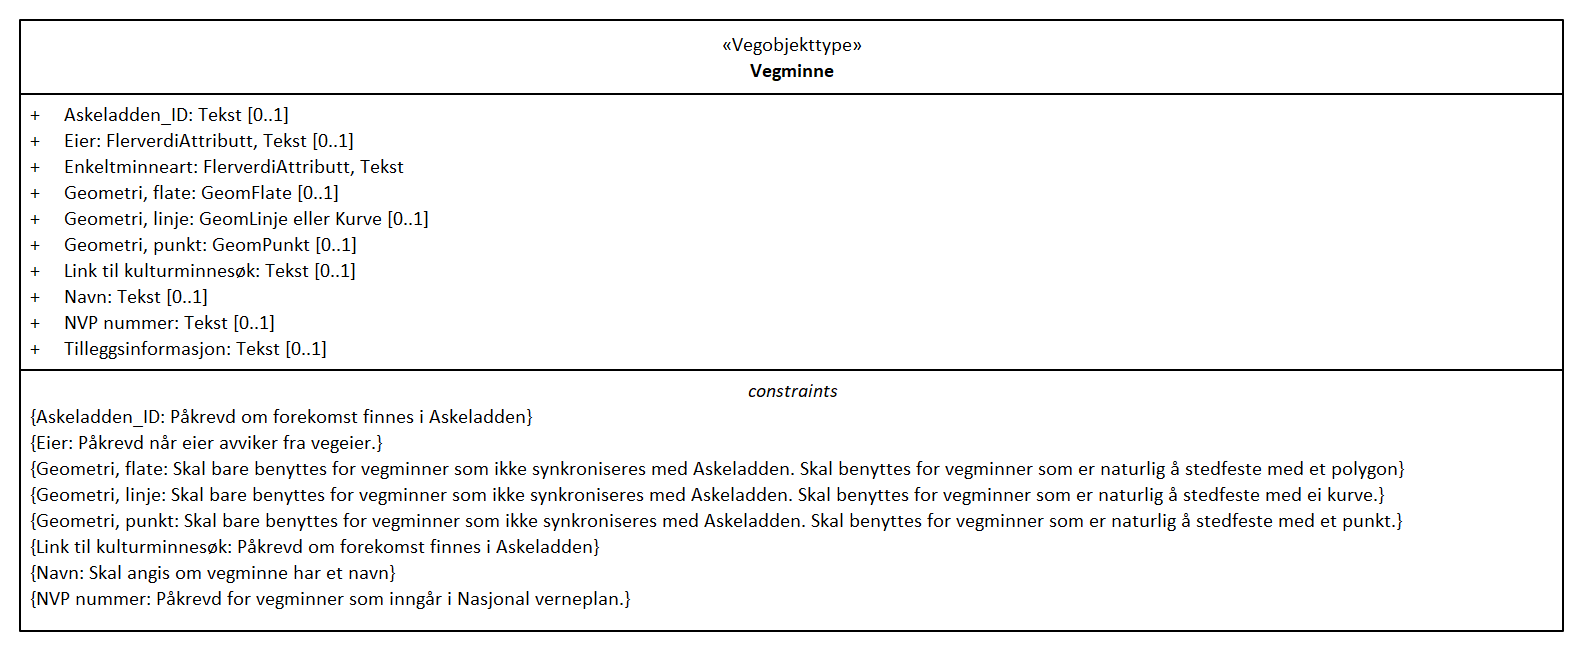 «Vegobjekttype»
Vegminne
+ Askeladden_ID: Tekst [0..1]
+ Eier: FlerverdiAttributt, Tekst [0..1]
+ Enkeltminneart: FlerverdiAttributt, Tekst
+ Geometri, flate: GeomFlate [0..1]
+ Geometri, linje: GeomLinje eller Kurve [0..1]
+ Geometri, punkt: GeomPunkt [0..1]
+ Link til kulturminnesøk: Tekst [0..1]
+ Navn: Tekst [0..1]
+ NVP nummer: Tekst [0..1]
+ Tilleggsinformasjon: Tekst [0..1]
constraints
{Askeladden_ID: Påkrevd om forekomst finnes i Askeladden}
{Eier: Påkrevd når eier avviker fra vegeier.}
{Geometri, flate: Skal bare benyttes for vegminner som ikke synkroniseres med Askeladden. Skal benyttes for vegminner som er naturlig å stedfeste med et polygon}
{Geometri, linje: Skal bare benyttes for vegminner som ikke synkroniseres med Askeladden. Skal benyttes for vegminner som er naturlig å stedfeste med ei kurve.}
{Geometri, punkt: Skal bare benyttes for vegminner som ikke synkroniseres med Askeladden. Skal benyttes for vegminner som er naturlig å stedfeste med et punkt.}
{Link til kulturminnesøk: Påkrevd om forekomst finnes i Askeladden}
{Navn: Skal angis om vegminne har et navn}
{NVP nummer: Påkrevd for vegminner som inngår i Nasjonal verneplan.}